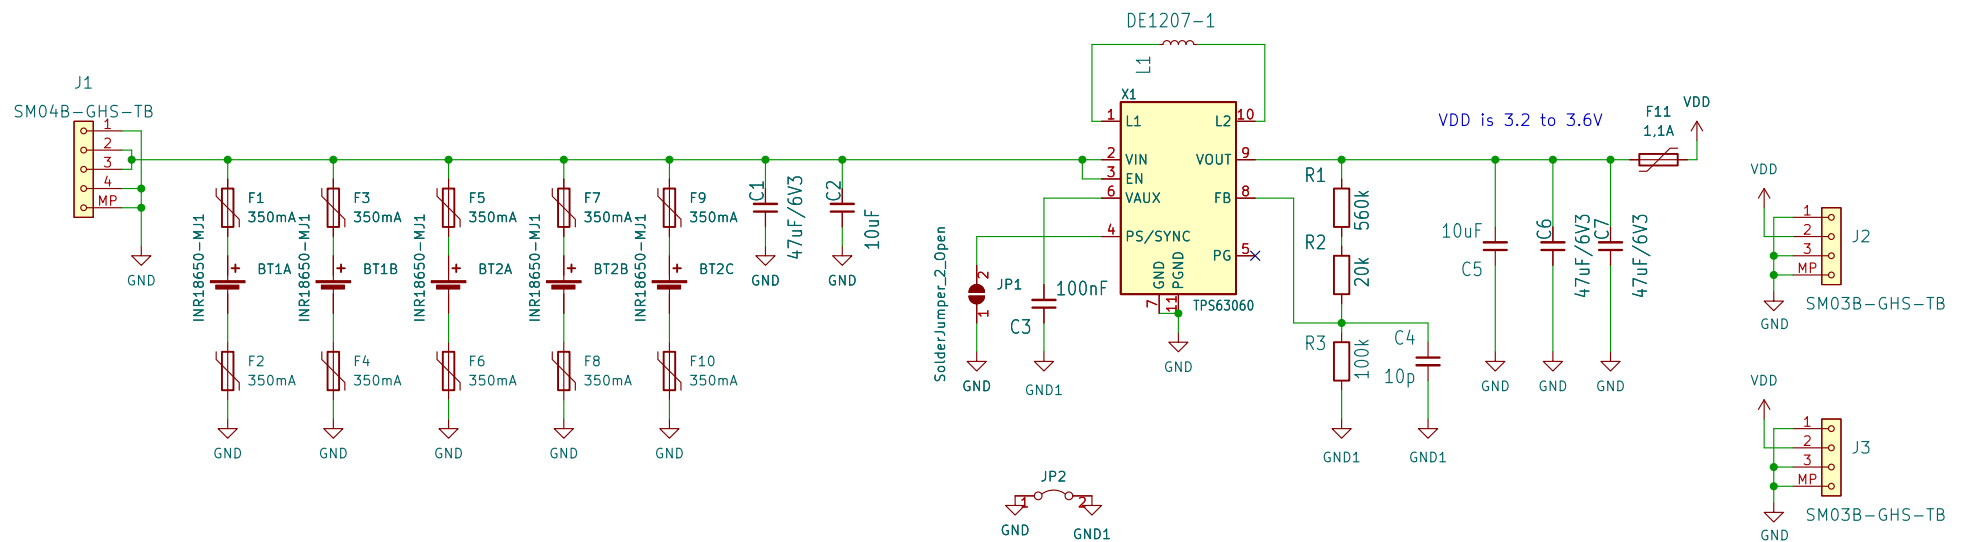 J1
SM04B-GHS-TB
1
2
3
4
MP
GND
F1
350mA
INR18650-MJ1
+
BT1A
F2
350mA
GND
F3
350mA
INR18650-MJ1
+
BT1B
F4
350mA
GND
F5
350mA
INR18650-MJ1
+
BT2A
F6
350mA
GND
F7
350mA
INR18650-MJ1
+
BT2B
F8
350mA
GND
F9
350mA
INR18650-MJ1
+
BT2C
F10
350mA
GND
C1
47uF/6V3
GND
C2
10uF
GND
SolderJumper_2_Open
2
JP1
1
GND
100nF
C3
GND1
DE1207-1
L1
X1
1
L1
L2
10
2
VIN
VOUT
9
3
EN
6
VAUX
FB
8
4
PS/SYNC
PG
5
GND
PGND
7
11
TPS63060
GND
JP2
1
2
GND
GND1
R1
560k
R2
20k
R3
100k
GND1
C4
10p
GND1
VDD is 3.2 to 3.6V
10uF
C5
GND
C6
47uF/6V3
GND
C7
47uF/6V3
GND
F11
1,1A
VDD
VDD
1
2
3
MP
J2
SM03B-GHS-TB
GND
VDD
1
2
3
MP
J3
SM03B-GHS-TB
GND